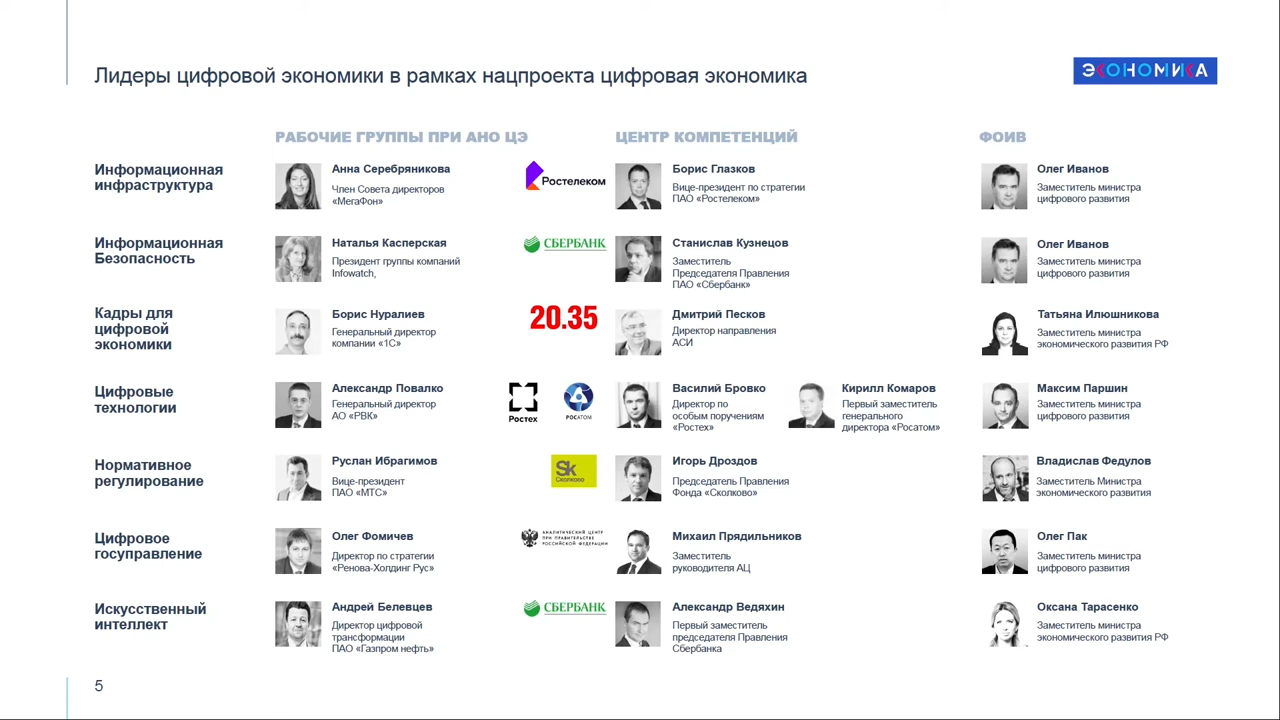 Лидеры цифровой экономики в рамках нацпроекта цифровая экономика
ЭКОНОМИКА
РАБОЧИЕ ГРУППЫ ПРИ АНО ЦЭ
ЦЕНТР КОМПЕТЕНЦИЙ
ФОИВ
Информационная
инфраструктура
Анна Серебряникова
Член Совета директоров
«МегаФон»
Ростелеком
Борис Глазков
Вице-президент по стратегии
ПАО «Ростелеком»
Олег Иванов
Заместитель министра
цифрового развития
Информационная
Безопасность
Наталья Касперская
Президент группы компаний
Infowatch,
СБЕРБАНК
Станислав Кузнецов
Заместитель
Председателя Правления
ПАО «Сбербанк»
Олег Иванов
Заместитель министра
цифрового развития
Кадры для
цифровой
экономики
Борис Нуралиев
Генеральный директор
компании «1С»
20.35
Дмитрий Песков
Директор направления
АСИ
Татьяна Илюшникова
Заместитель министра
экономического развития РФ
Цифровые
технологии
Александр Повалко
Генеральный директор
АО «РВК»
Ростех
РОСАТОМ
Василий Бровко
Директор по
особым поручениям
«Ростех»
Кирилл Комаров
Первый заместитель
генерального
директора «Росатом»
Максим Паршин
Заместитель министра
цифрового развития
Нормативное
регулирование
Руслан Ибрагимов
Вице-президент
ПАО «МТС»
Sk
Сколково
Игорь Дроздов
Председатель Правления
Фонда «Сколково»
Владислав Федулов
Заместитель Министра
экономического развития
Цифровое
госуправление
Олег Фомичев
Директор по стратегии
«Ренова-Холдинг Рус»
АНАЛИТИЧЕСКИЙ ЦЕНТР
ПРИ ПРАВИТЕЛЬСТВЕ
РОССИЙСКОЙ ФЕДЕРАЦИИ
Михаил Прядильников
Заместитель
руководителя АЦ
Олег Пак
Заместитель министра
цифрового развития
Искусственный
интеллект
Андрей Белевцев
Директор цифровой
трансформации
ПАО «Газпром нефть»
СБЕРБАНК
Александр Ведяхин
Первый заместитель
председателя Правления
Сбербанка
Оксана Тарасенко
Заместитель министра
экономического развития РФ
5